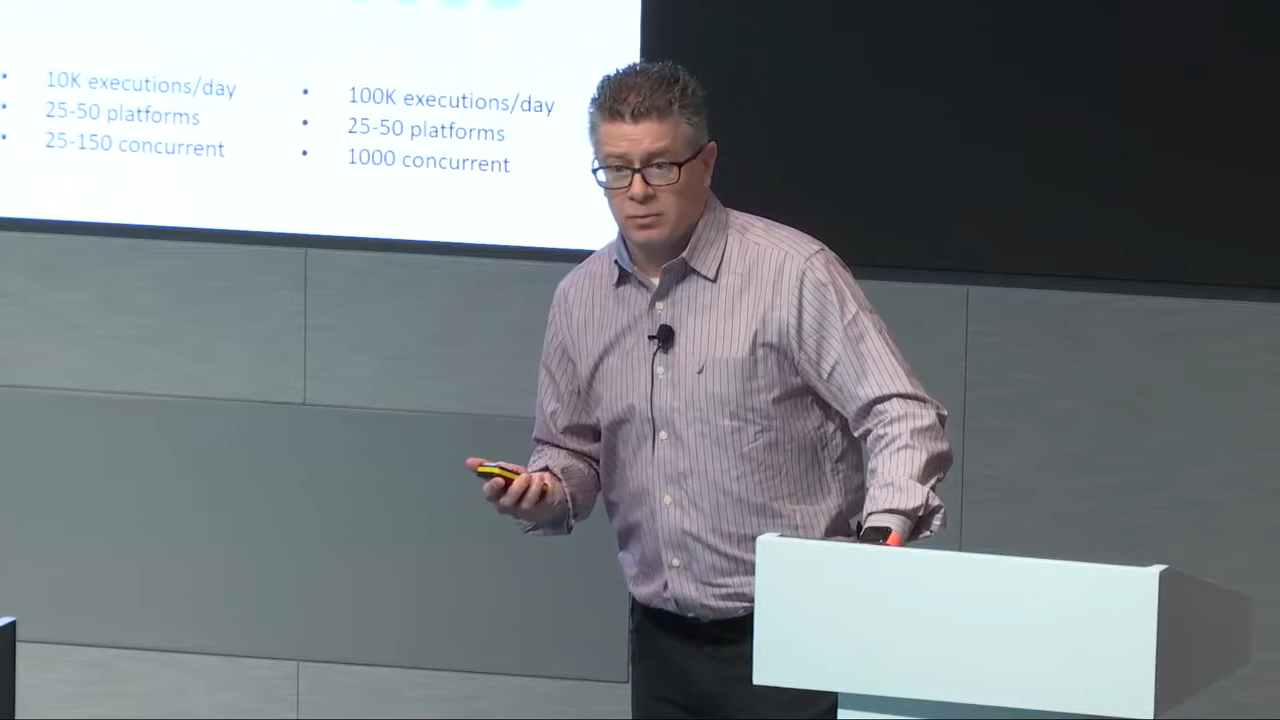 10K executions/day
25-50 platforms
25-150 concurrent
100K executions/day
25-50 platforms
1000 concurrent